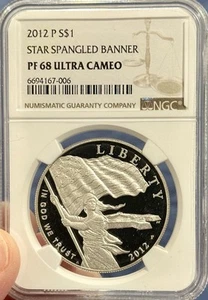 2012 P S$1
STAR SPANGLED BANNER
PF 68 ULTRA CAMEO
6694167-006
NUMISMATIC GUARANTY COMPANY
NGC
LIBERTY
IN GOD WE TRUST
2012
P